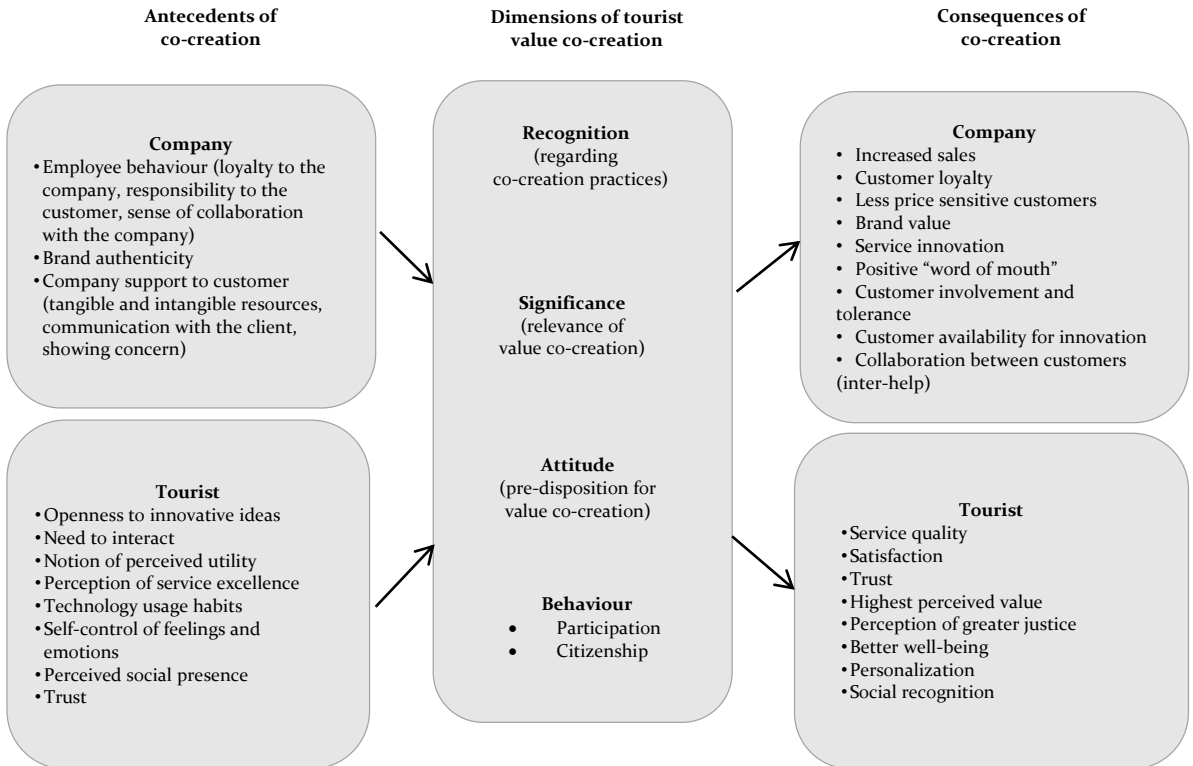 Antecedents of
co-creation
Dimensions of tourist
value co-creation
Consequences of
co-creation
Company
•Employee behaviour (loyalty to the
company, responsibility to the
customer, sense of collaboration
with the company)
•Brand authenticity
•Company support to customer
(tangible and intangible resources,
communication with the client,
showing concern)
Tourist
•Openness to innovative ideas
•Need to interact
•Notion of perceived utility
•Perception of service excellence
•Technology usage habits
•Self-control of feelings and
emotions
•Perceived social presence
•Trust
Recognition
(regarding
co-creation practices)
Significance
(relevance of
value co-creation)
Attitude
(pre-disposition for
value co-creation)
Behaviour
• Participation
• Citizenship
Company
• Increased sales
• Customer loyalty
• Less price sensitive customers
• Brand value
• Service innovation
• Positive “word of mouth”
• Customer involvement and
tolerance
• Customer availability for innovation
• Collaboration between customers
(inter-help)
Tourist
•Service quality
•Satisfaction
•Trust
•Highest perceived value
•Perception of greater justice
•Better well-being
•Personalization
•Social recognition